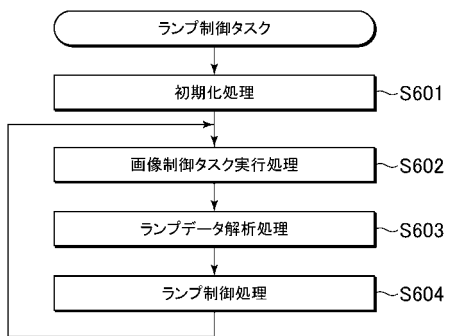 ランプ制御タスク
初期化処理
S601
画像制御タスク実行処理
S602
ランプデータ解析処理
S603
ランプ制御処理
S604